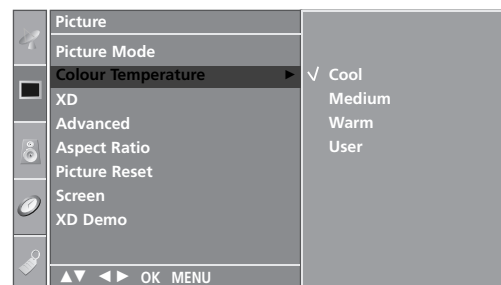 Picture
Picture Mode
Colour Temperature ►
XD
Advanced
Aspect Ratio
Picture Reset
Screen
XD Demo
√ Cool
Medium
Warm
User
▲▼ ◄► OK MENU